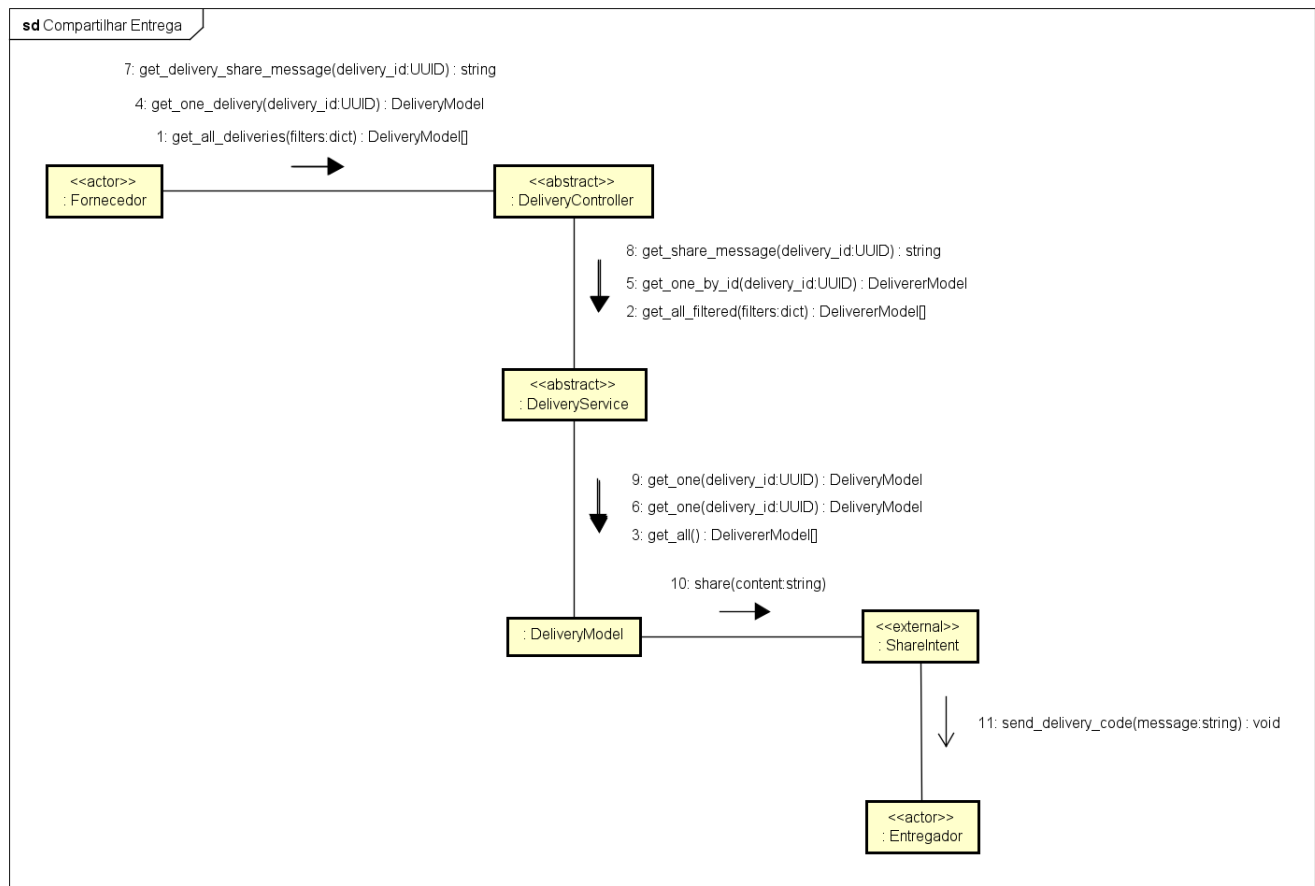 sd Compartilhar Entrega
7: get_delivery_share_message(delivery_id:UUID) : string
4: get_one_delivery(delivery_id:UUID) : DeliveryModel
1: get_all_deliveries(filters:dict) : DeliveryModel[]
<<actor>>
: Fornecedor
<<abstract>>
: DeliveryController
8: get_share_message(delivery_id:UUID) : string
5: get_one_by_id(delivery_id:UUID) : DelivererModel
2: get_all_filtered(filters:dict) : DelivererModel[]
<<abstract>>
: DeliveryService
9: get_one(delivery_id:UUID) : DeliveryModel
6: get_one(delivery_id:UUID) : DeliveryModel
3: get_all() : DelivererModel[]
10: share(content:string)
: DeliveryModel
<<external>>
: ShareIntent
11: send_delivery_code(message:string) : void
<<actor>>
: Entregador